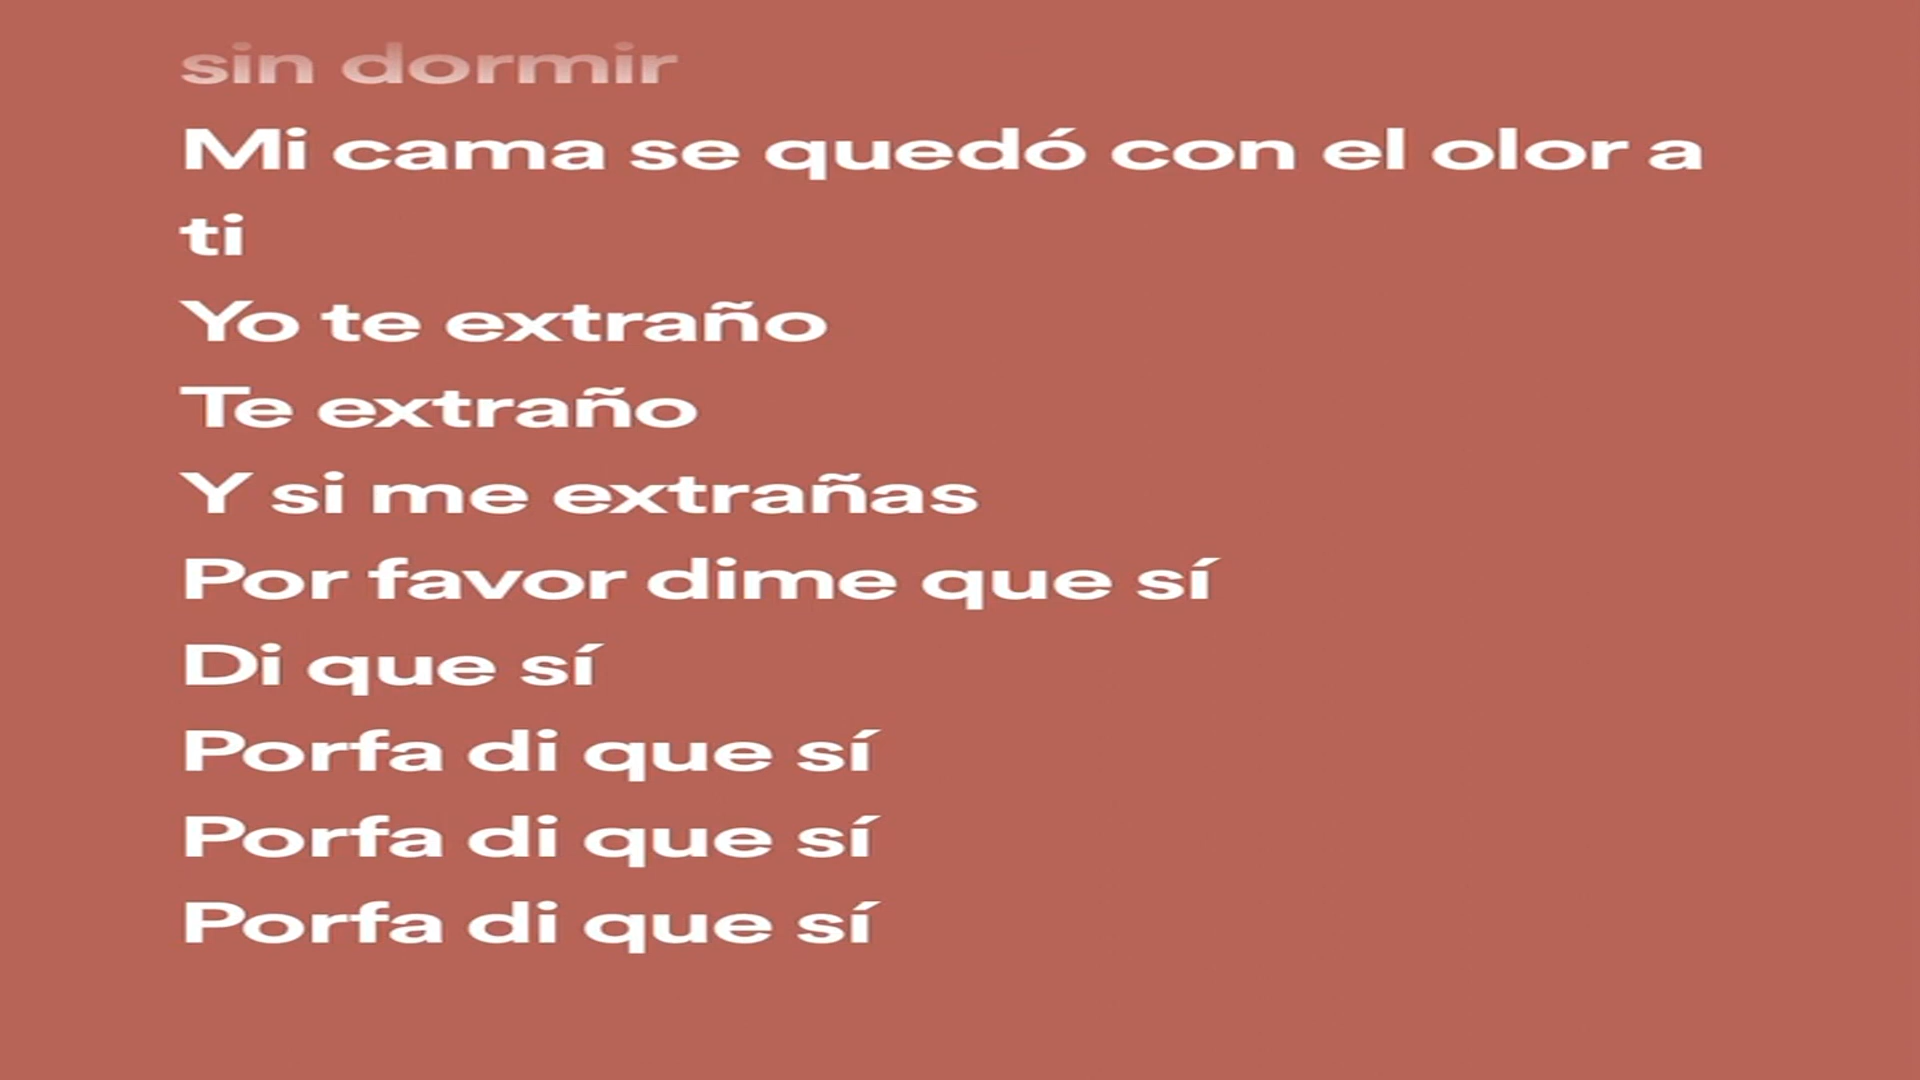 sin dormir
Mi cama se quedó con el olor a
ti
Yo te extraño
Te extraño
Y si me extrañas
Por favor dime que sí
Di que sí
Porfa di que sí
Porfa di que sí
Porfa di que sí